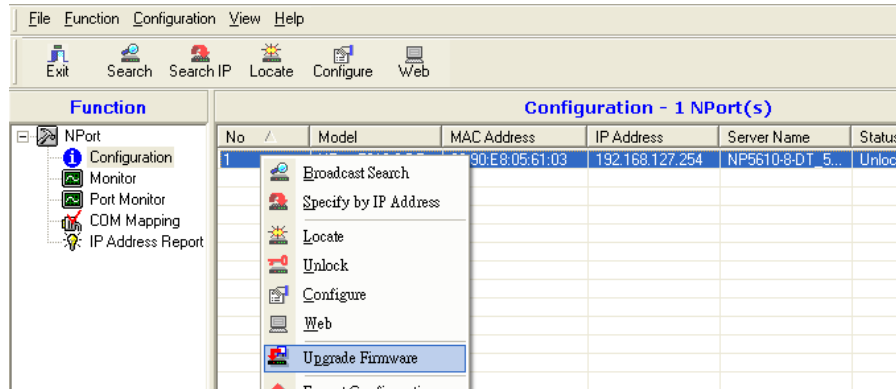 File Function Configuration View Help
Exit Search Search IP Locate Configure Web
Function
Configuration - 1 NPort(s)
NPort
Configuration
Monitor
Port Monitor
COM Mapping
IP Address Report
No Model MAC Address IP Address Server Name Status
1 90:E8:05:61:03 192.168.127.254 NP5610-8-DT_5... Unloc
Broadcast Search
Specify by IP Address
Locate
Unlock
Configure
Web
Upgrade Firmware